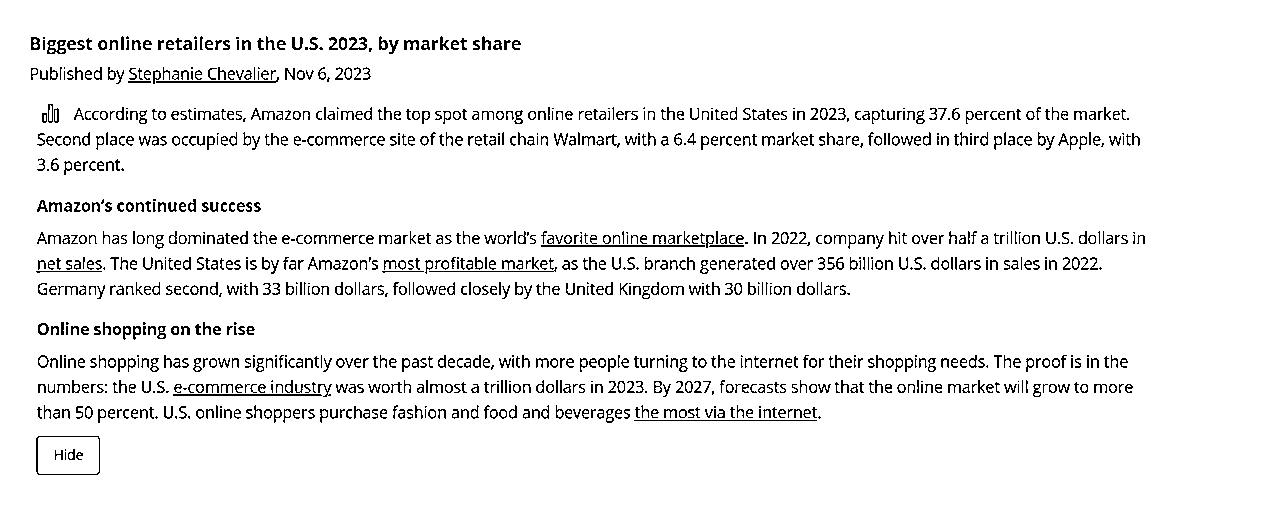 Biggest online retailers in the U.S. 2023, by market share
Published by Stephanie Chevalier, Nov 6, 2023
According to estimates, Amazon claimed the top spot among online retailers in the United States in 2023, capturing 37.6 percent of the market.
Second place was occupied by the e-commerce site of the retail chain Walmart, with a 6.4 percent market share, followed in third place by Apple, with
3.6 percent.
Amazon's continued success
Amazon has long dominated the e-commerce market as the world's favorite online marketplace. In 2022, company hit over half a trillion U.S. dollars in
net sales. The United States is by far Amazon's most profitable market, as the U.S. branch generated over 356 billion U.S. dollars in sales in 2022.
Germany ranked second, with 33 billion dollars, followed closely by the United Kingdom with 30 billion dollars.
Online shopping on the rise
Online shopping has grown significantly over the past decade, with more people turning to the internet for their shopping needs. The proof is in the
numbers: the U.S. e-commerce industry was worth almost a trillion dollars in 2023. By 2027, forecasts show that the online market will grow to more
than 50 percent. U.S. online shoppers purchase fashion and food and beverages the most via the internet.
Hide